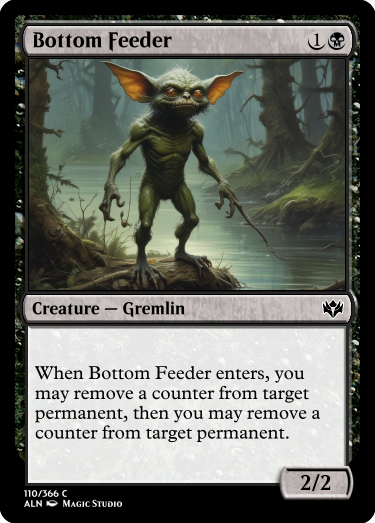 Bottom Feeder 1
Creature — Gremlin
When Bottom Feeder enters, you
may remove a counter from target
permanent, then you may remove a
counter from target permanent.
2/2
110/366 C
ALN Magic Studio